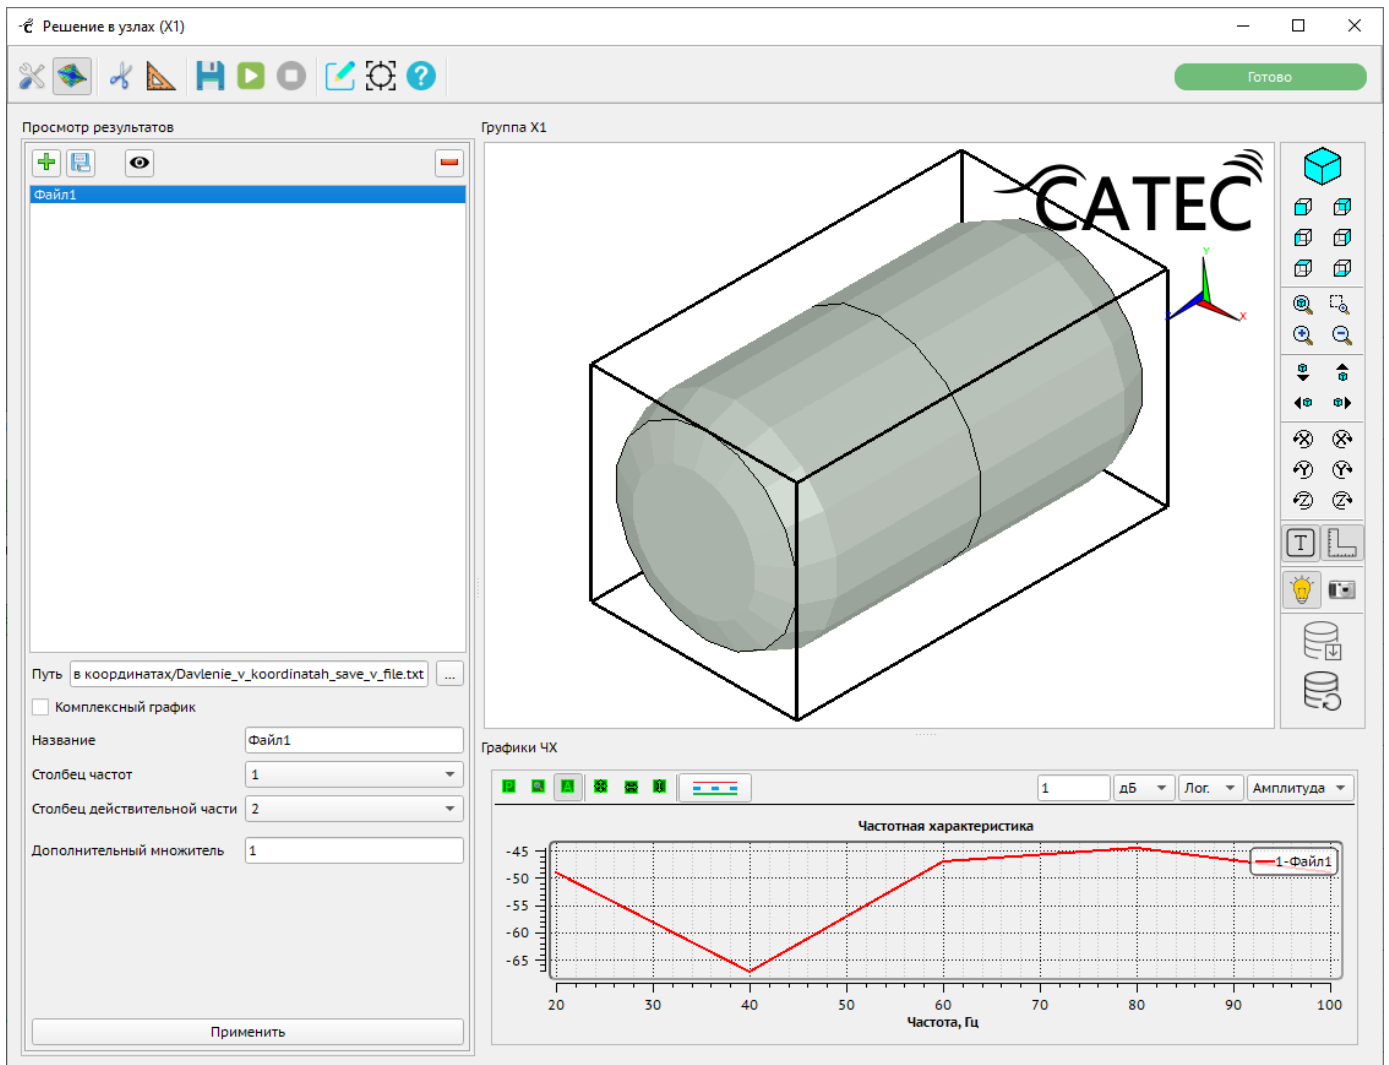 Решение в узлах (X1)
Готово
Просмотр результатов
Файл1
Путь
в координатах/Davlenie_v_koordinatah_save_v_file.txt
...
Комплексный график
Название
Файл1
Столбец частот
1
Столбец действительной части
2
Дополнительный множитель
1
Применить
Группа X1
CATEC
Y
X
Z
X
X
Y
Y
Z
Z
T
Графики ЧХ
P
A
1
дБ
Лог.
Амплитуда
Частотная характеристика
1-Файл1
-45
-50
-55
-60
-65
20 30 40 50 60 70 80 90 100
Частота, Гц